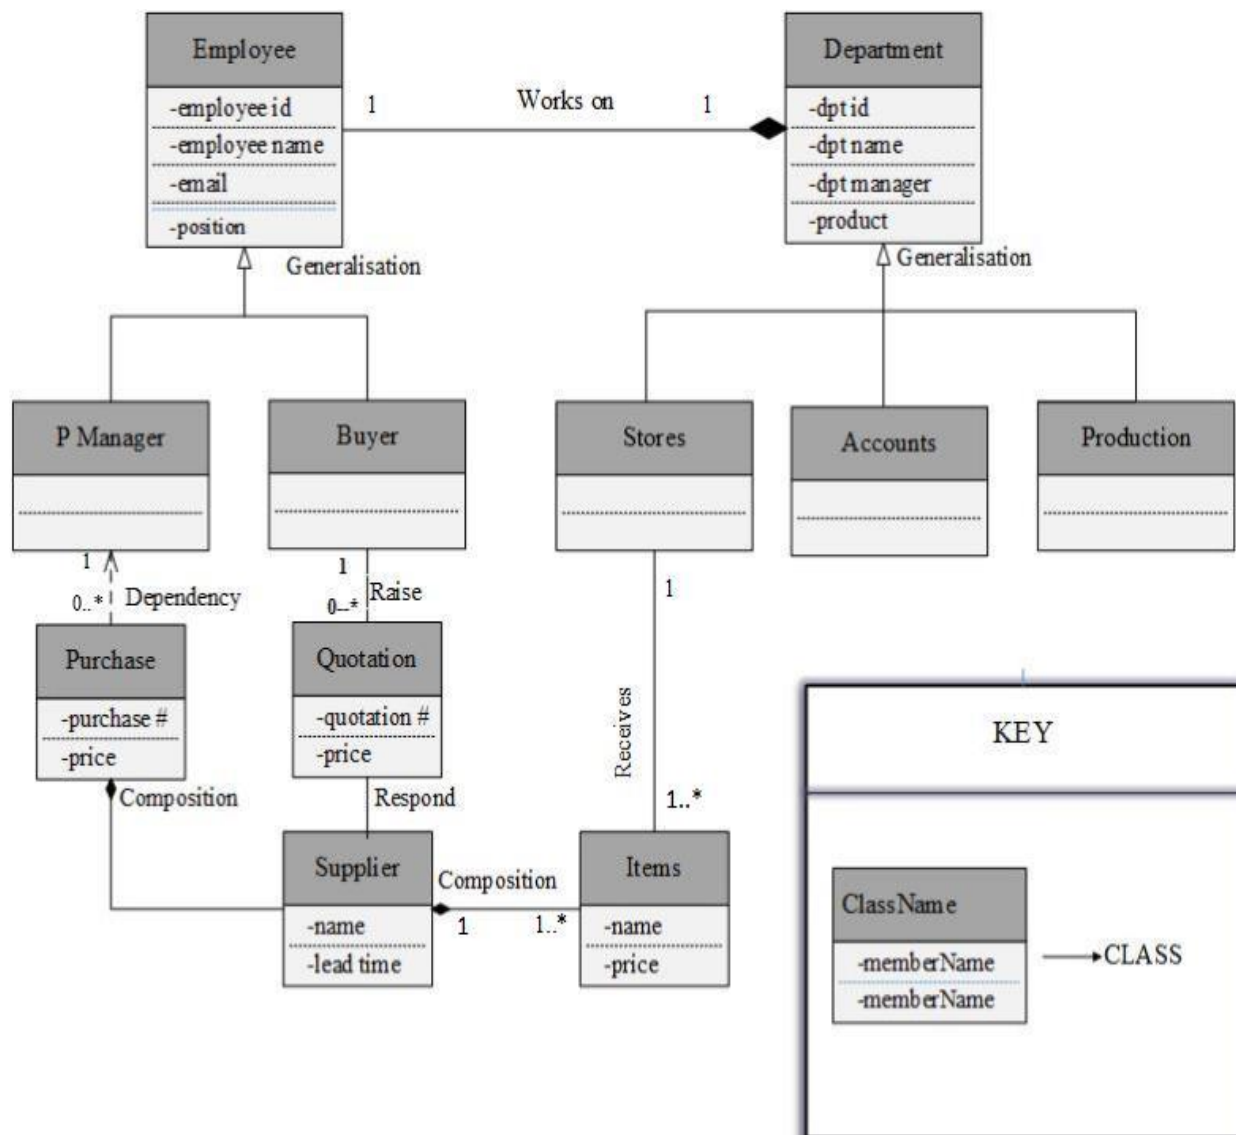 Employee
-employee id
-employee name
-email
-position
1
Works on
1
Department
-dpt id
-dpt name
-dpt manager
-product
Generalisation
Generalisation
P Manager
Buyer
Stores
Accounts
Production
1
0..*
Dependency
1
0--*
Raise
1
Purchase
-purchase #
-price
Quotation
-quotation #
-price
Receives
Composition
Respond
1..*
Supplier
-name
-lead time
Composition
1
1..*
Items
-name
-price
KEY
ClassName
-memberName
-memberName
CLASS